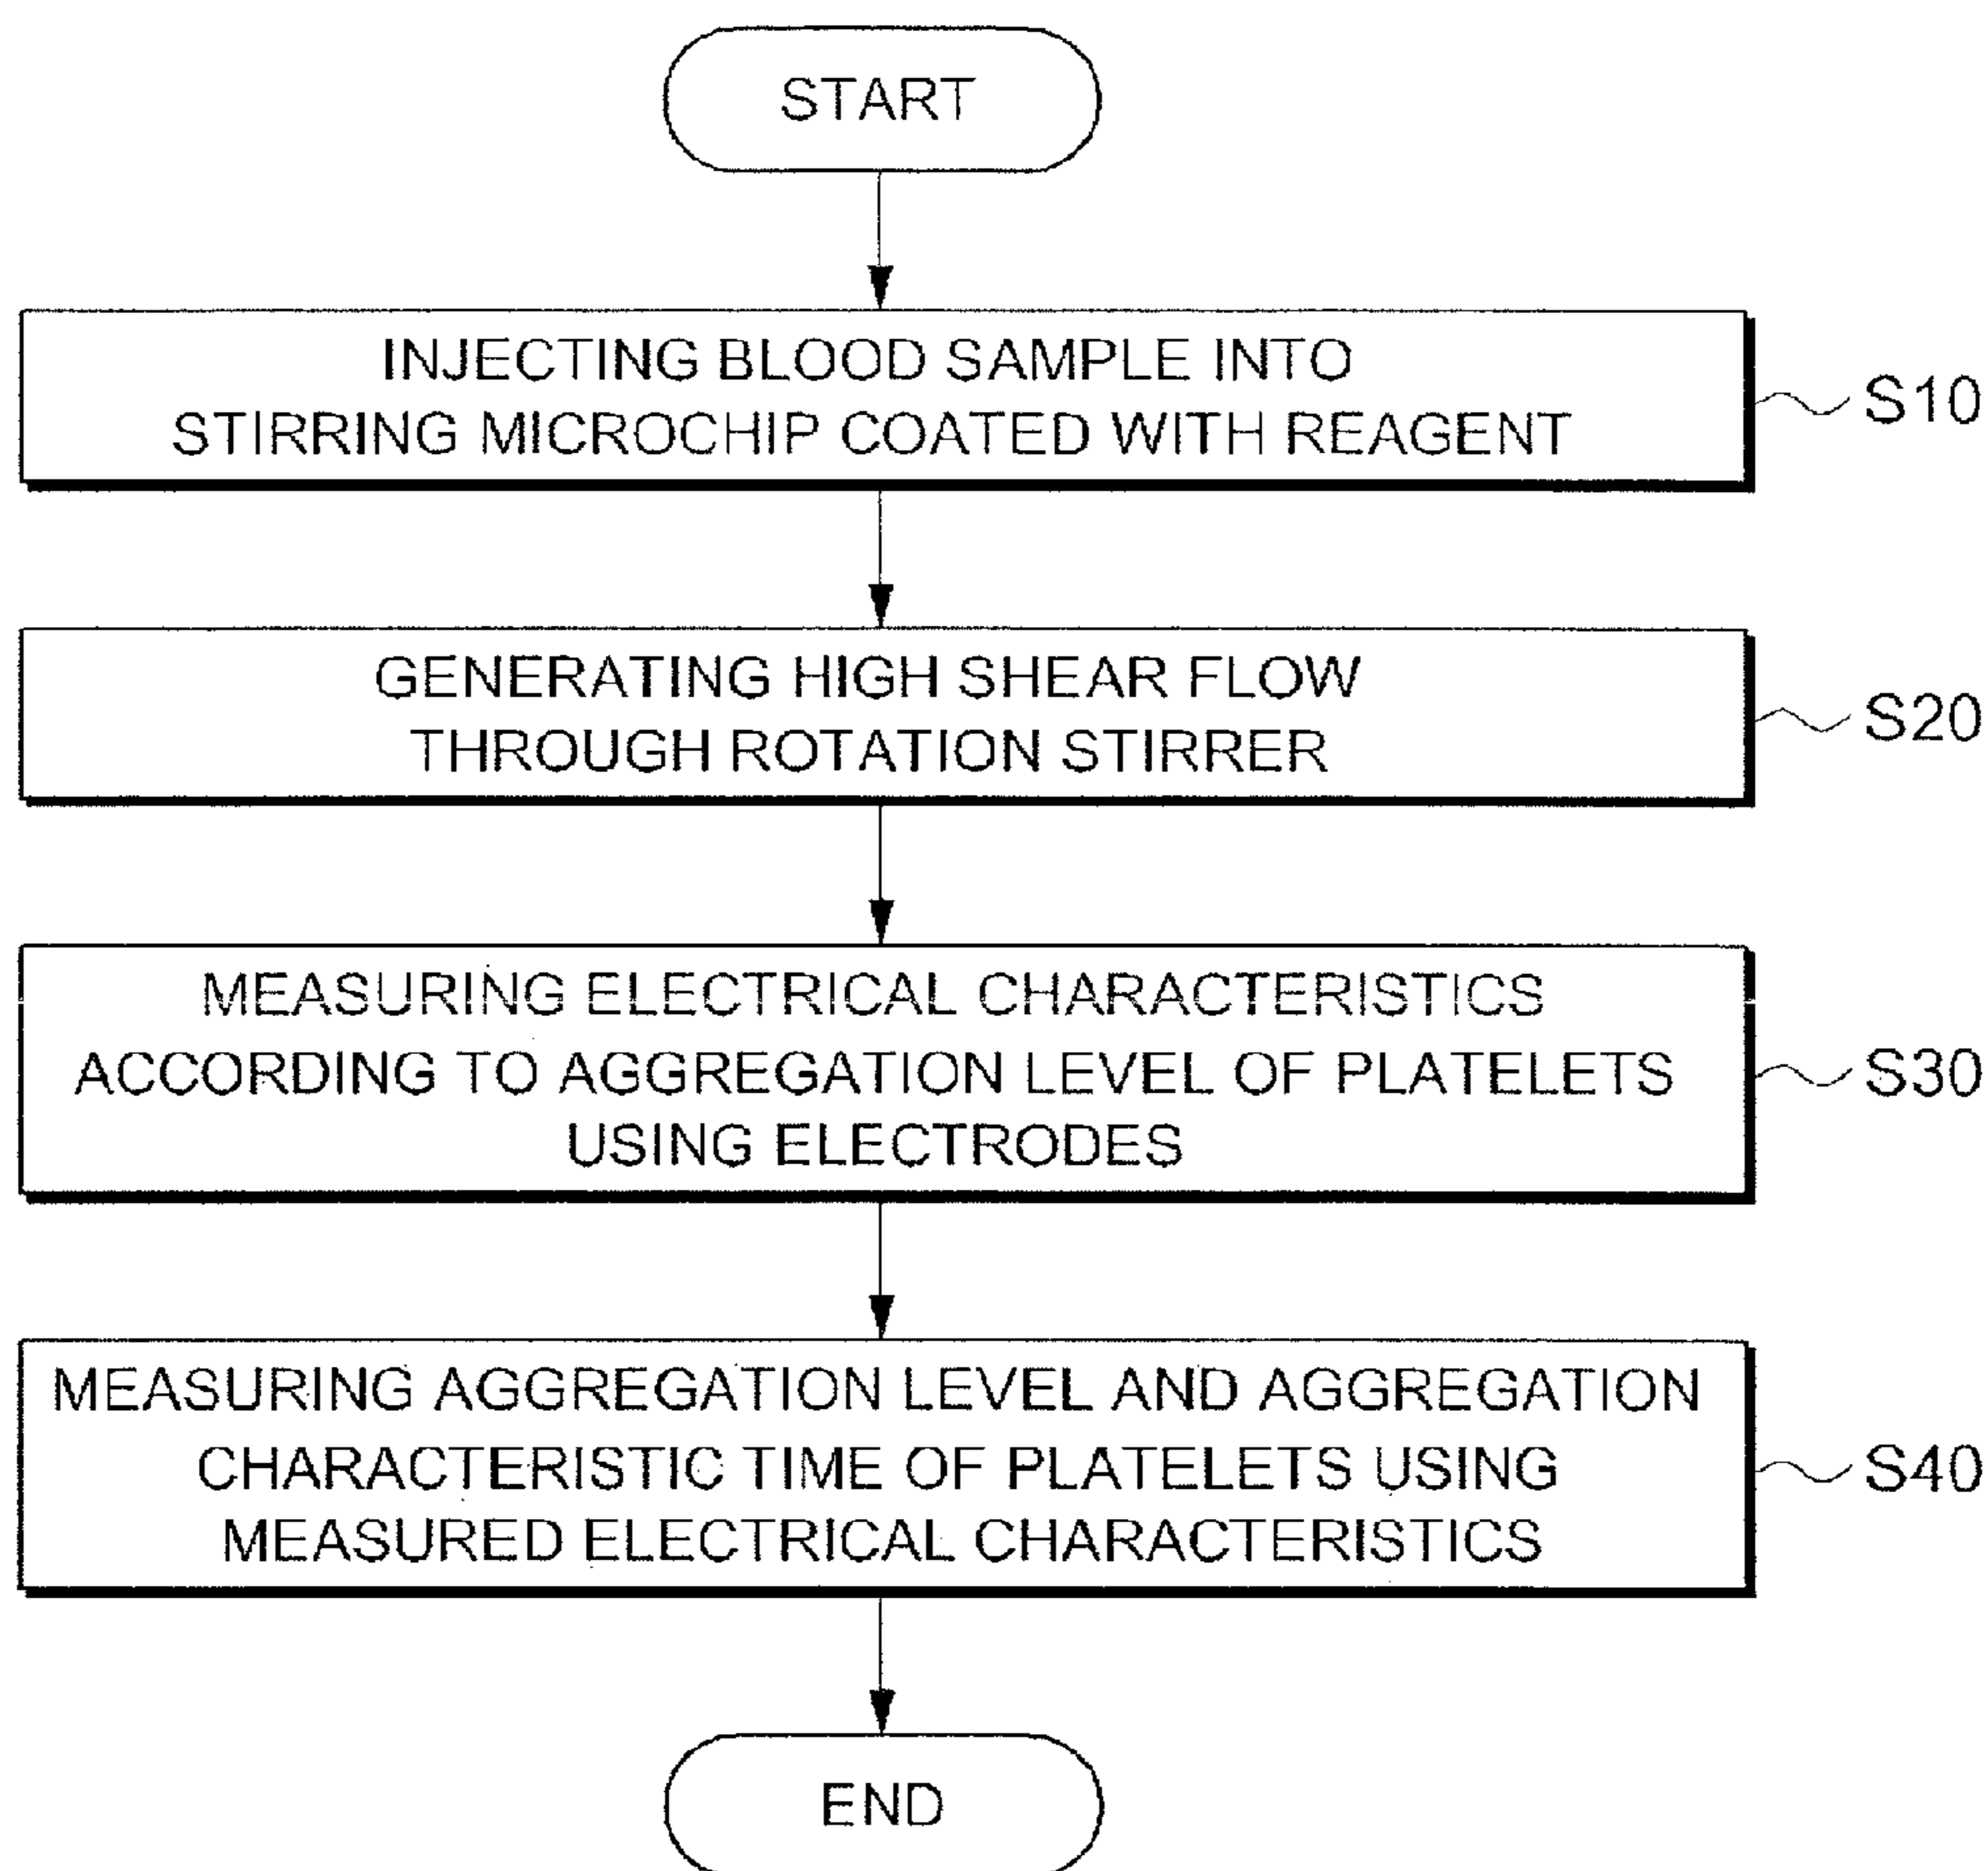 START
INJECTING BLOOD SAMPLE INTO
STIRRING MICROCHIP COATED WITH REAGENT
S10
GENERATING HIGH SHEAR FLOW
THROUGH ROTATION STIRRER
S20
MEASURING ELECTRICAL CHARACTERISTICS
ACCORDING TO AGGREGATION LEVEL OF PLATELETS
USING ELECTRODES
S30
MEASURING AGGREGATION LEVEL AND AGGREGATION
CHARACTERISTIC TIME OF PLATELETS USING
MEASURED ELECTRICAL CHARACTERISTICS
S40
END